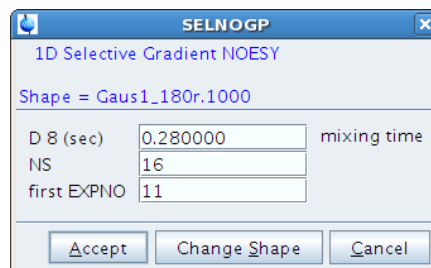 SELNOGP
1D Selective Gradient NOESY
Shape = Gaus1_180r.1000
D 8 (sec) 0.280000 mixing time
NS 16
first EXPNO 11
Accept Change Shape Cancel